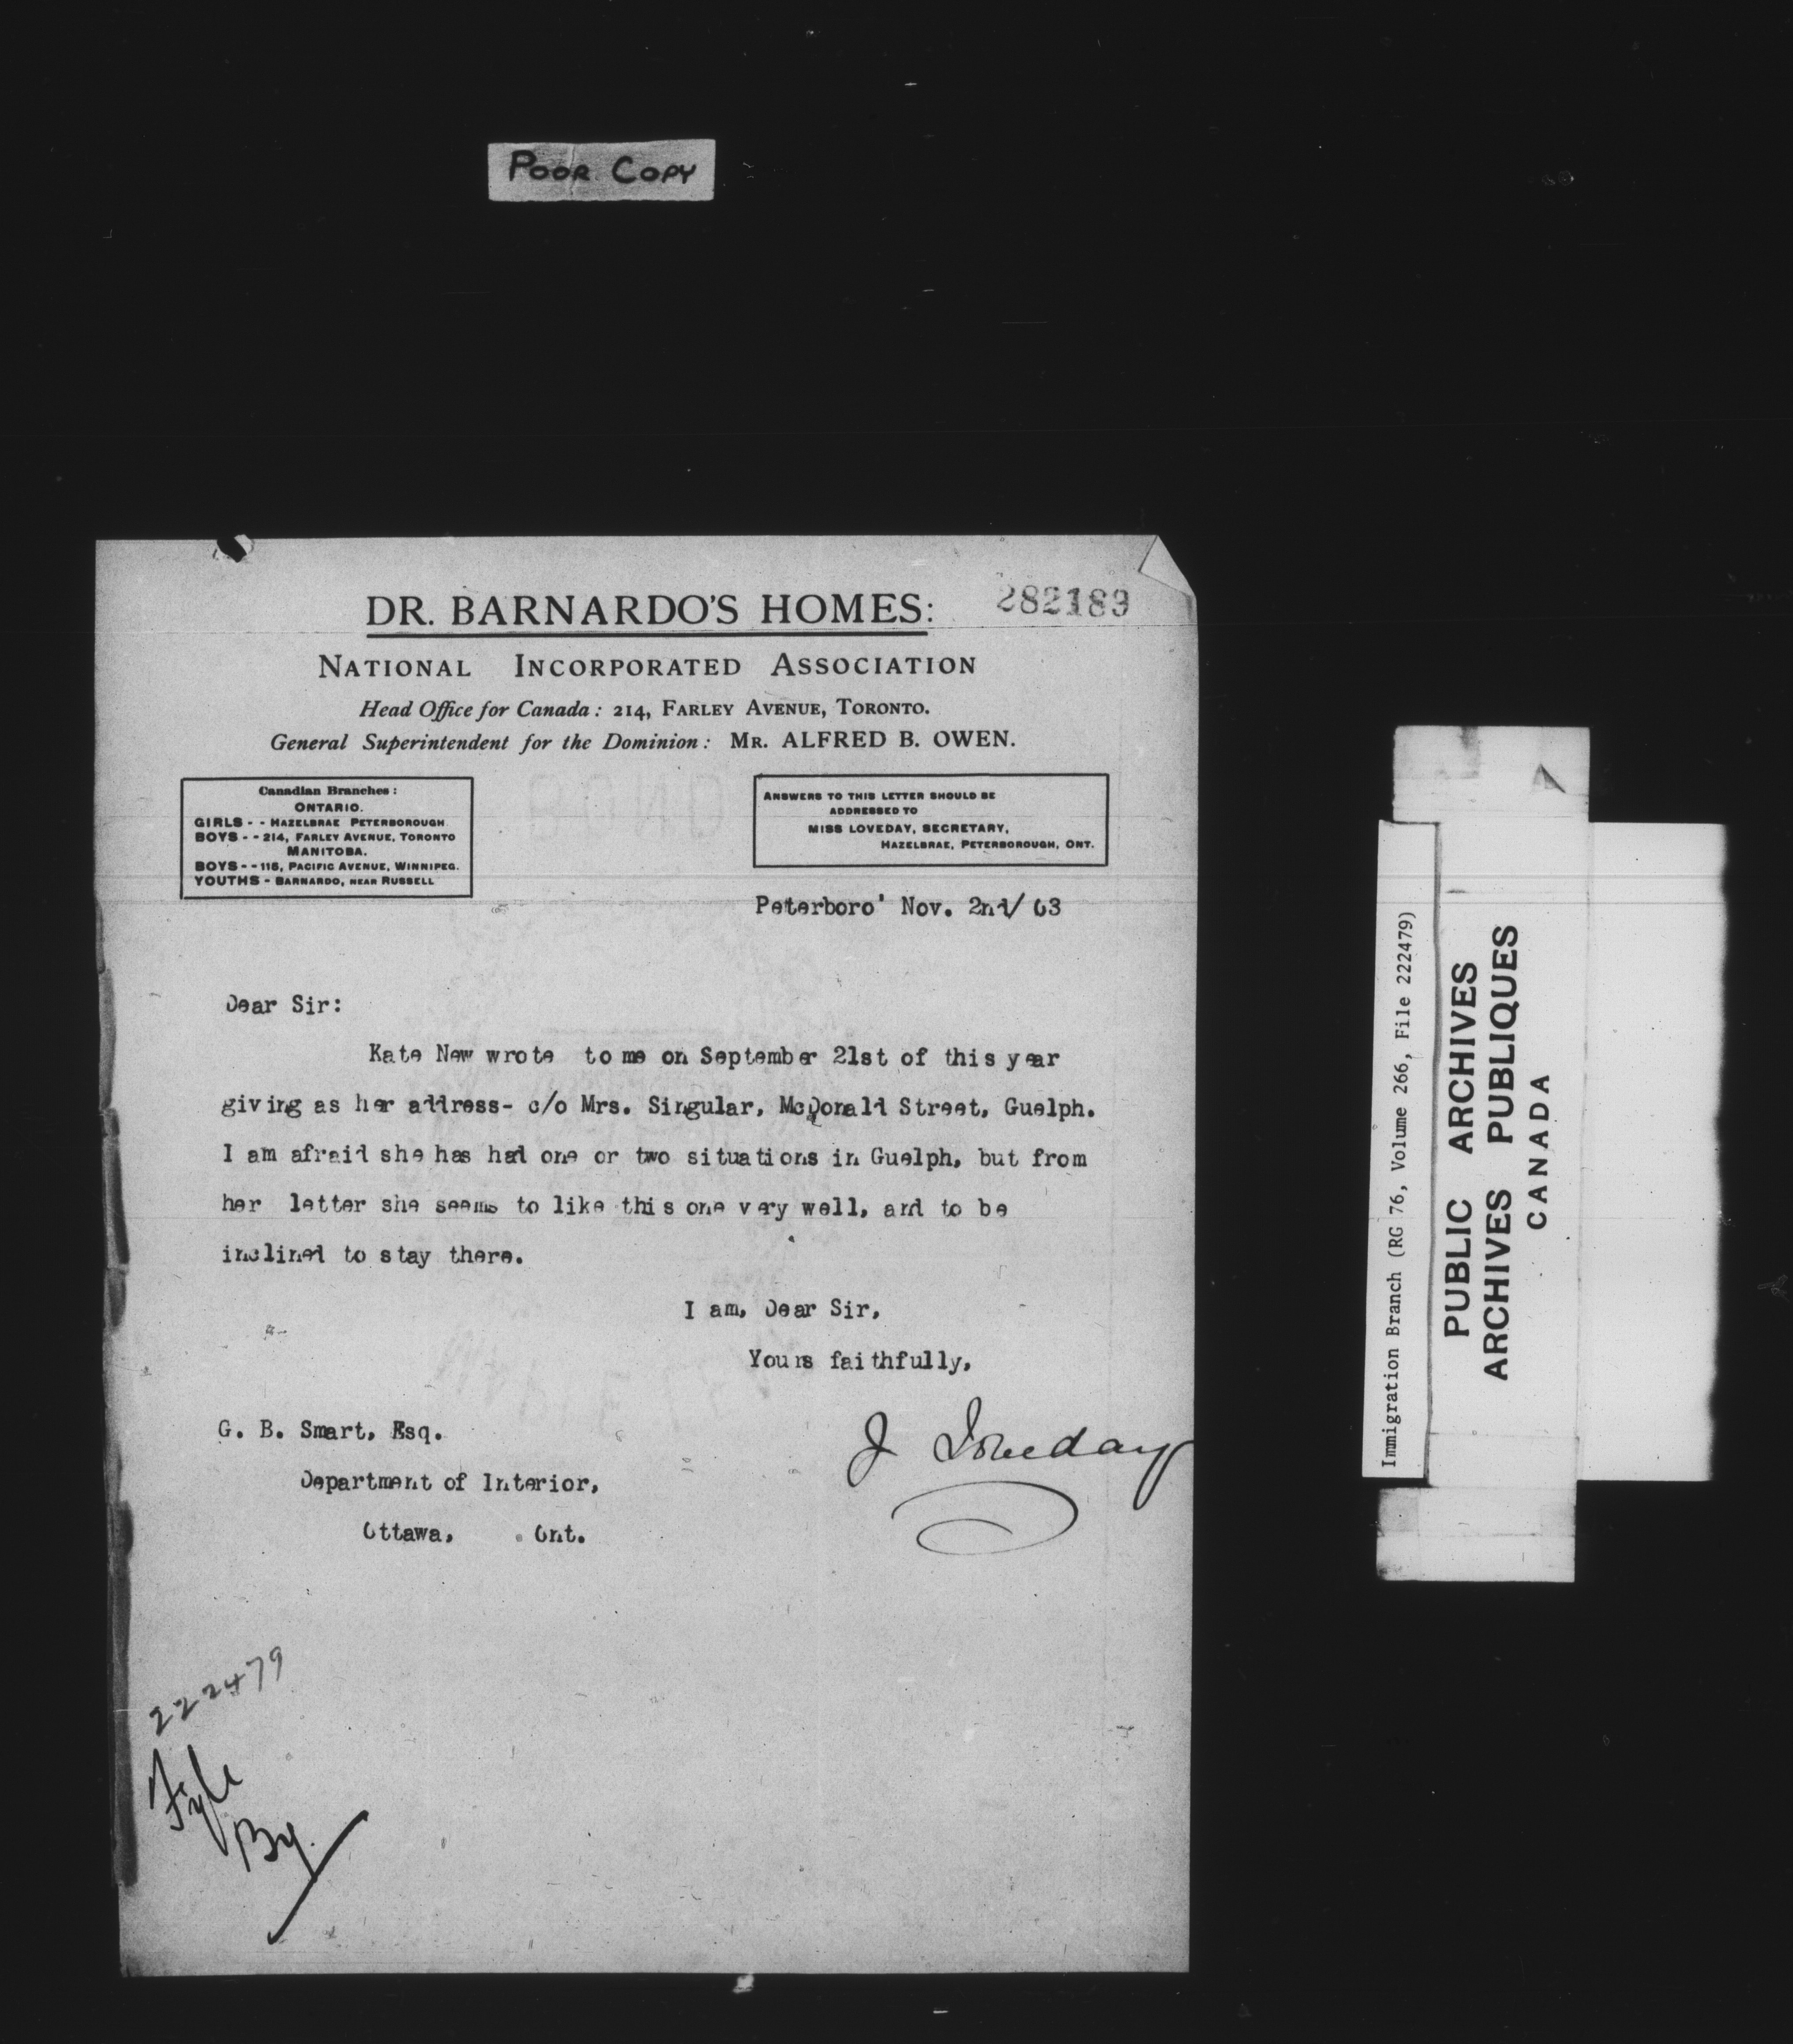 POOR COPY
282189
DR. BARNARDO'S HOMES:
NATIONAL INCORPORATED ASSOCIATION
Head Office for Canada: 214, FARLEY AVENUE, TORONTO.
General Superintendent for the Dominion: MR. ALFRED B. OWEN.
Canadian Branches:
ONTARIO.
GIRLS - - HAZELBRAE PETERBOROUGH
BOYS - - 214, FARLEY AVENUE, TORONTO
MANITOBA.
BOYS - - 115, PACIFIC AVENUE, WINNIPEG.
YOUTHS - BARNARDO, NEAR RUSSELL
ANSWERS TO THIS LETTER SHOULD BE
ADDRESSED TO
MISS LOVEDAY, SECRETARY,
HAZELBRAE, PETERBOROUGH, ONT.
Peterboro' Nov. 2nd/ 03
Dear Sir:
Kate New wrote to me on September 21st of this year
giving as her address- c/o Mrs. Singular, McDonald Street, Guelph.
I am afraid she has had one or two situations in Guelph, but from
her letter she seems to like this one very well, and to be
inclined to stay there.
I am, Dear Sir,
Yours faithfully,
J Loveday
G. B. Smart, Esq.
Department of Interior,
Ottawa, Ont.
222479
Fyle
Immigration Branch (RG 76, Volume 266, File 222479)
PUBLIC ARCHIVES
ARCHIVES PUBLIQUES
CANADA